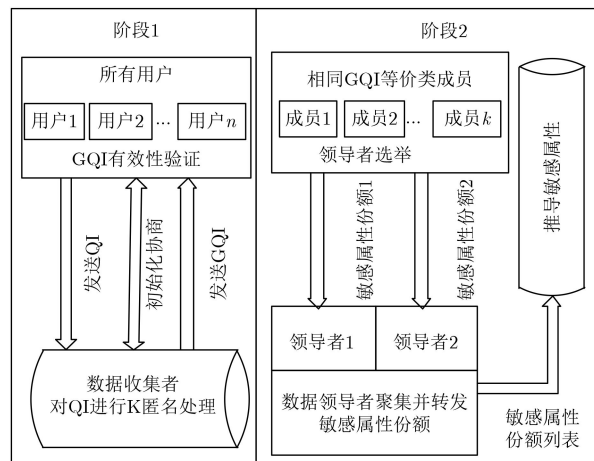 阶段1
所有用户
用户1 用户2 … 用户n
GQI有效性验证
发送QI
初始化协商
发送GQI
数据收集者
对QI进行K匿名处理
阶段2
相同GQI等价类成员
成员1 成员2 … 成员k
领导者选举
敏感属性份额1
敏感属性份额2
领导者1 领导者2
数据领导者聚集并转发
敏感属性份额
推导敏感属性
敏感属性
份额列表